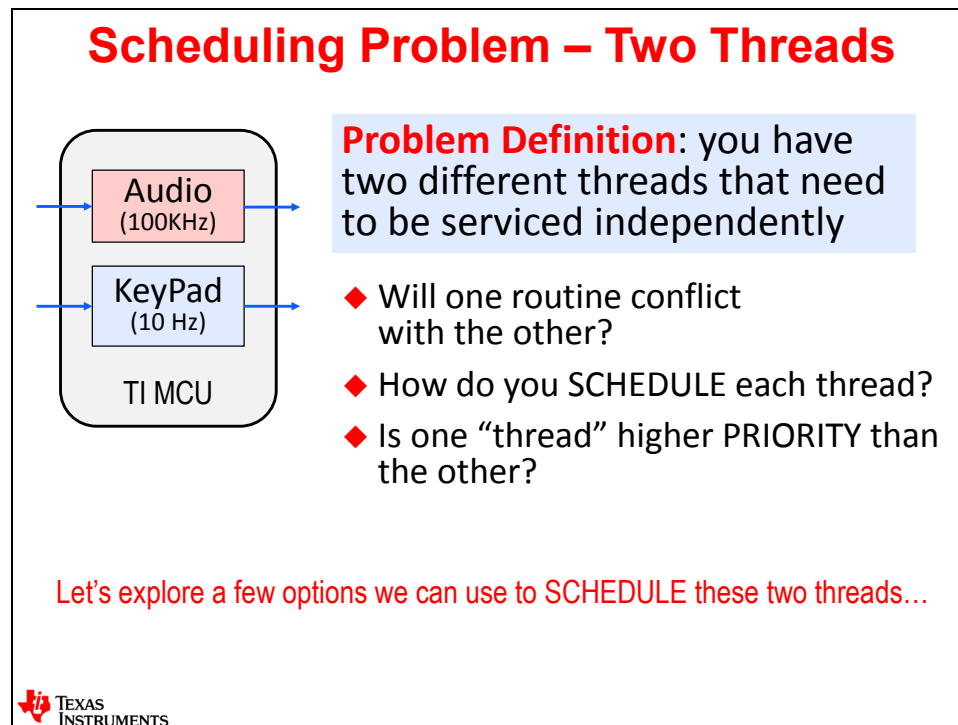 Scheduling Problem – Two Threads
Audio
(100KHz)
KeyPad
(10 Hz)
TI MCU
Problem Definition: you have
two different threads that need
to be serviced independently
Will one routine conflict
with the other?
How do you SCHEDULE each thread?
Is one “thread” higher PRIORITY than
the other?
Let’s explore a few options we can use to SCHEDULE these two threads…
TEXAS
INSTRUMENTS